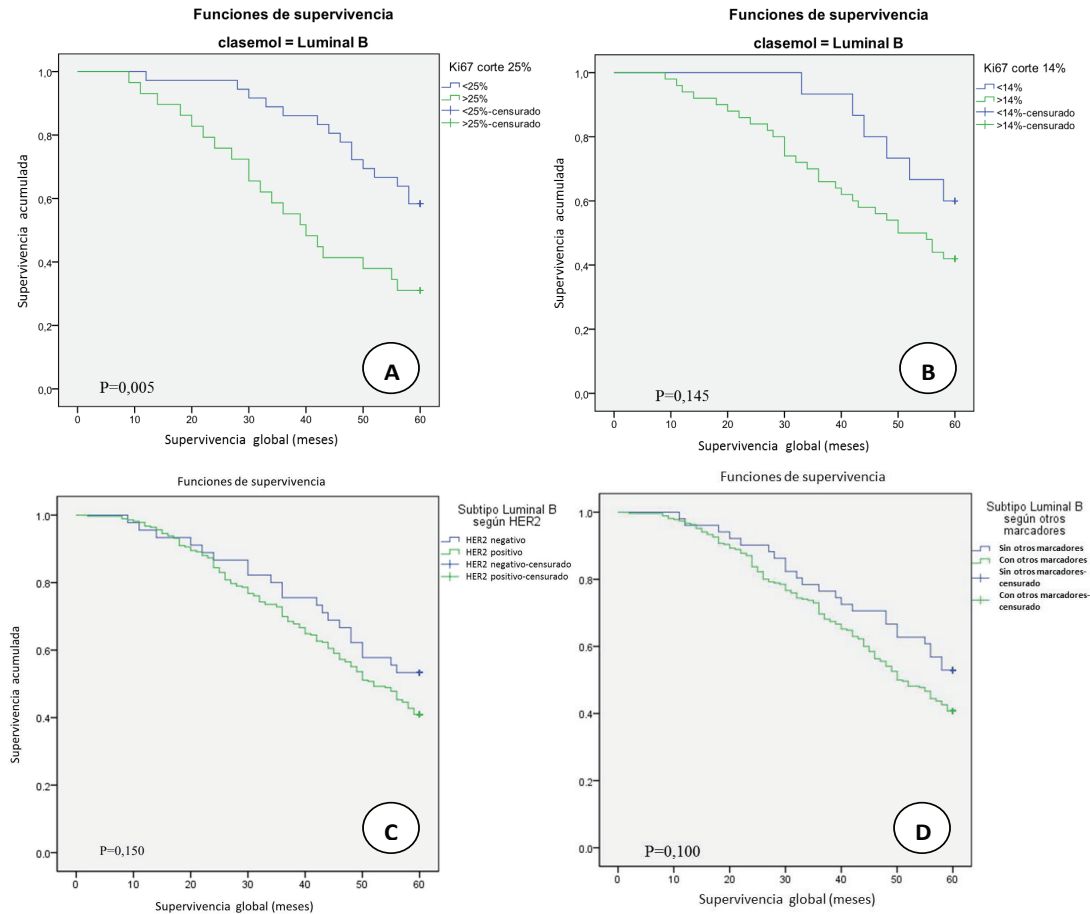 Funciones de supervivencia
clasemol = Luminal B
Ki67 corte 25%
<25%
>25%
<25%-censurado
>25%-censurado
Supervivencia acumulada
1,0
0,8
0,6
0,4
0,2
0,0
P=0,005
A
0 10 20 30 40 50 60
Supervivencia global (meses)
Funciones de supervivencia
clasemol = Luminal B
Ki67 corte 14%
<14%
>14%
<14%-censurado
>14%-censurado
Supervivencia acumulada
1,0
0,8
0,6
0,4
0,2
0,0
P=0,145
B
0 10 20 30 40 50 60
Supervivencia global (meses)
Funciones de supervivencia
Subtipo Luminal B
según HER2
HER2 negativo
HER2 positivo
HER2 negativo-censurado
HER2 positivo-censurado
Supervivencia acumulada
1.0
0.8
0.6
0.4
0.2
0.0
P=0,150
C
0 10 20 30 40 50 60
Supervivencia global (meses)
Funciones de supervivencia
Subtipo Luminal B
según otros
marcadores
Sin otros marcadores
Con otros marcadores
Sin otros marcadores-
censurado
Con otros marcadores-
censurado
1.0
0.8
0.6
0.4
0.2
0.0
P=0,100
D
0 10 20 30 40 50 60
Supervivencia global (meses)